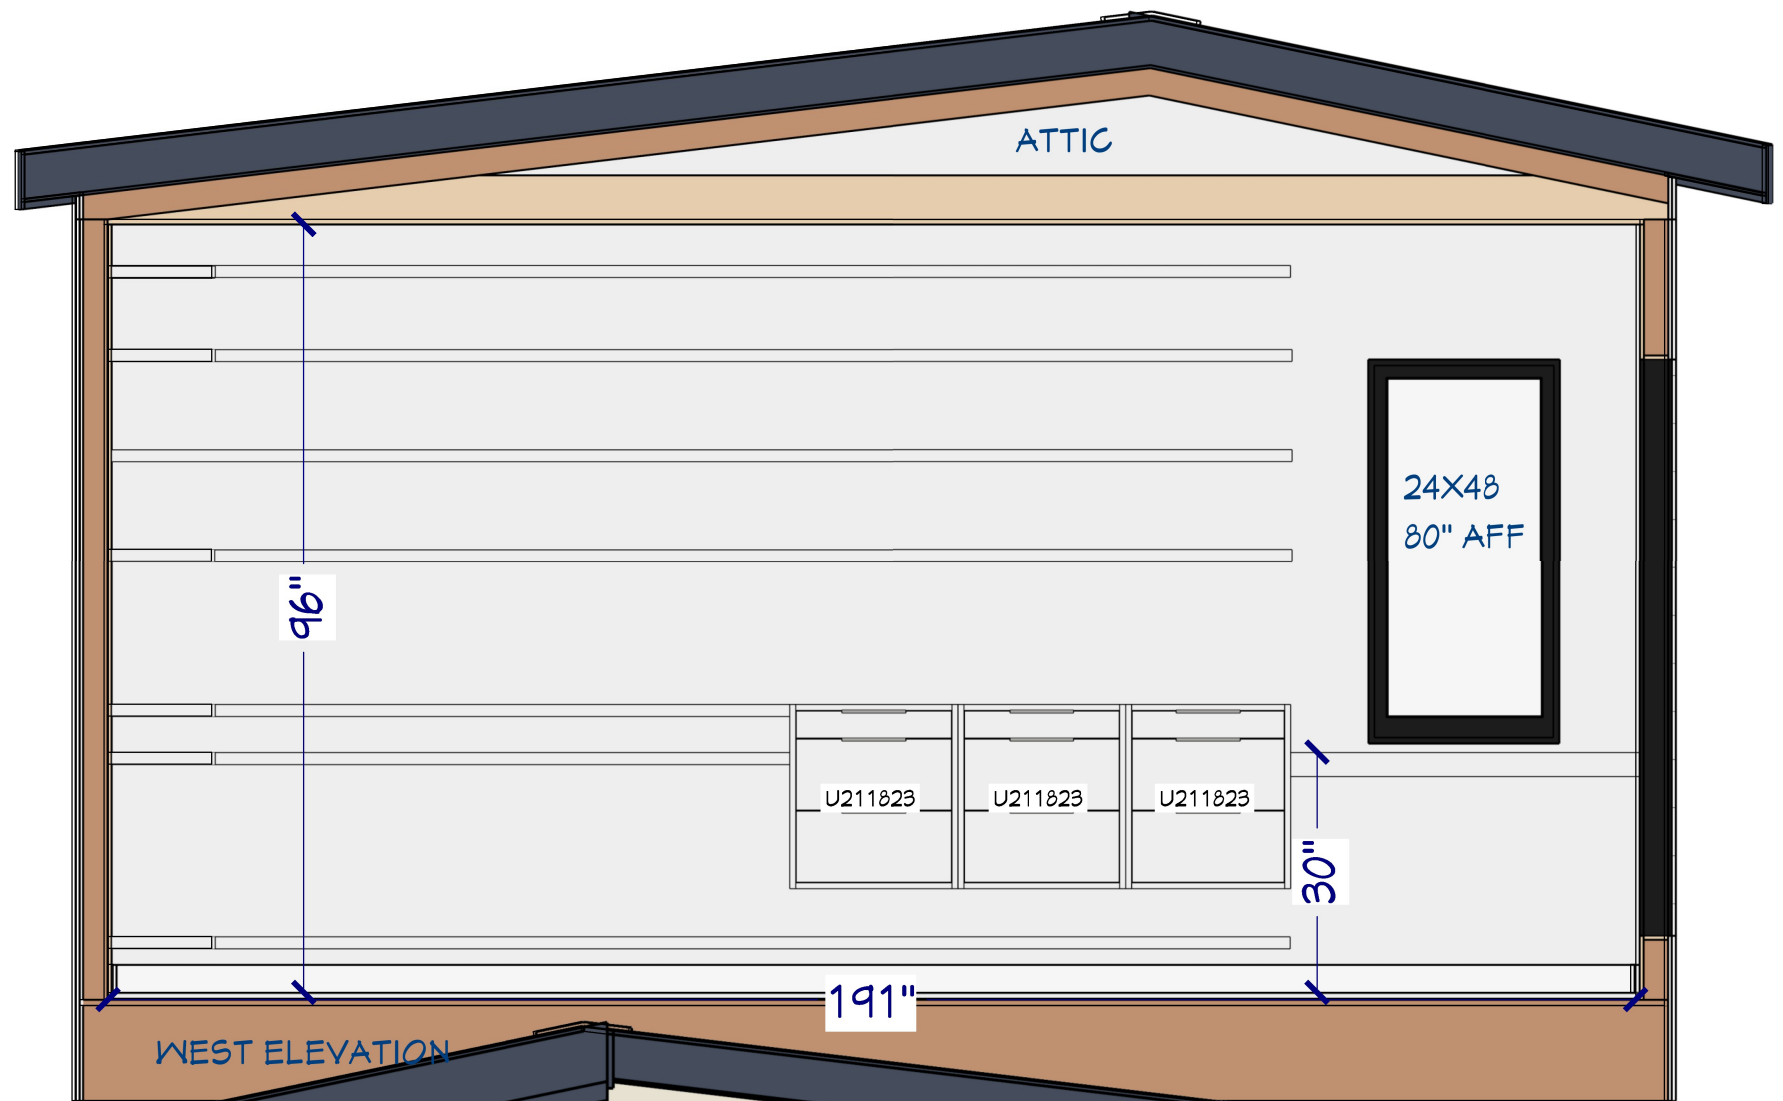 ATTIC
24X48
80" AFF
96"
U211823
U211823
U211823
30"
191"
WEST ELEVATION